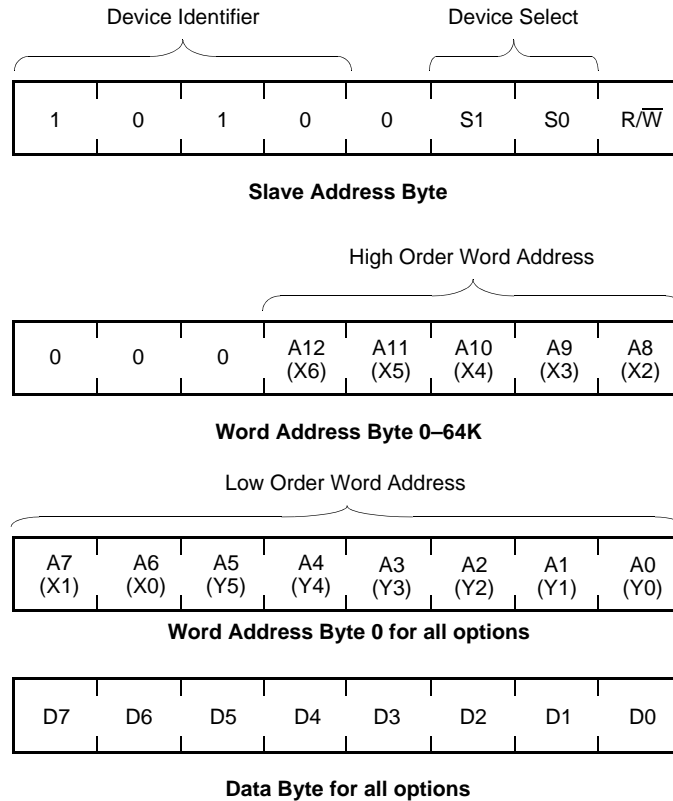 Device Identifier Device Select
1 0 1 0 0 S1 S0 R/W̅
Slave Address Byte
High Order Word Address
0 0 0 A12 (X6) A11 (X5) A10 (X4) A9 (X3) A8 (X2)
Word Address Byte 0–64K
Low Order Word Address
A7 (X1) A6 (X0) A5 (Y5) A4 (Y4) A3 (Y3) A2 (Y2) A1 (Y1) A0 (Y0)
Word Address Byte 0 for all options
D7 D6 D5 D4 D3 D2 D1 D0
Data Byte for all options